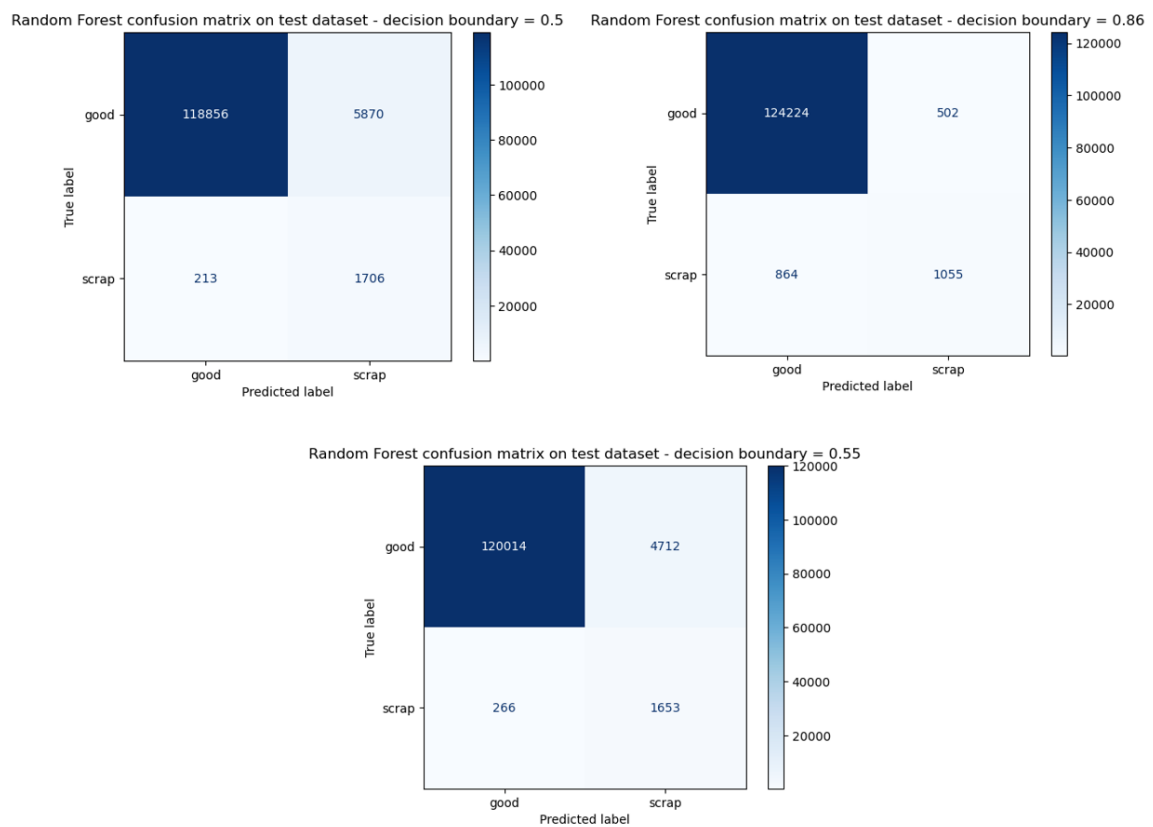 Random Forest confusion matrix on test dataset - decision boundary = 0.5
good
118856
5870
scrap
213
1706
good
scrap
True label
Predicted label
100000
80000
60000
40000
20000
Random Forest confusion matrix on test dataset - decision boundary = 0.86
good
124224
502
scrap
864
1055
good
scrap
True label
Predicted label
120000
100000
80000
60000
40000
20000
Random Forest confusion matrix on test dataset - decision boundary = 0.55
good
120014
4712
scrap
266
1653
good
scrap
True label
Predicted label
120000
100000
80000
60000
40000
20000